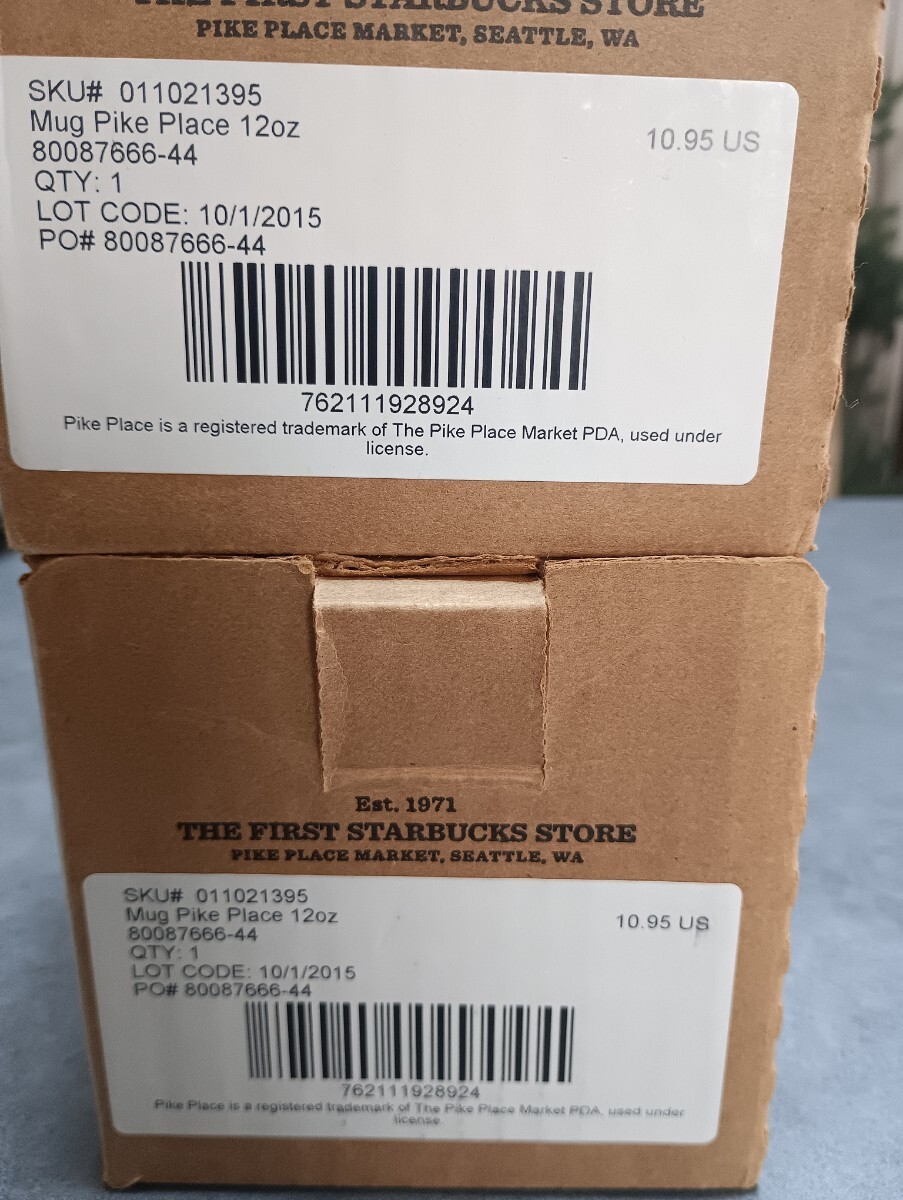 THE FIRST STARBUCKS STORE
PIKE PLACE MARKET, SEATTLE, WA
SKU# 011021395
Mug Pike Place 12oz
10.95 US
80087666-44
QTY: 1
LOT CODE: 10/1/2015
PO# 80087666-44
762111928924
Pike Place is a registered trademark of The Pike Place Market PDA, used under
license.
Est. 1971
THE FIRST STARBUCKS STORE
PIKE PLACE MARKET, SEATTLE, WA
SKU# 011021395
Mug Pike Place 12oz
10.95 US
80087666-44
QTY: 1
LOT CODE: 10/1/2015
PO# 80087666-44
762111928924
Pike Place is a registered trademark of The Pike Place Market PDA, used under
license.